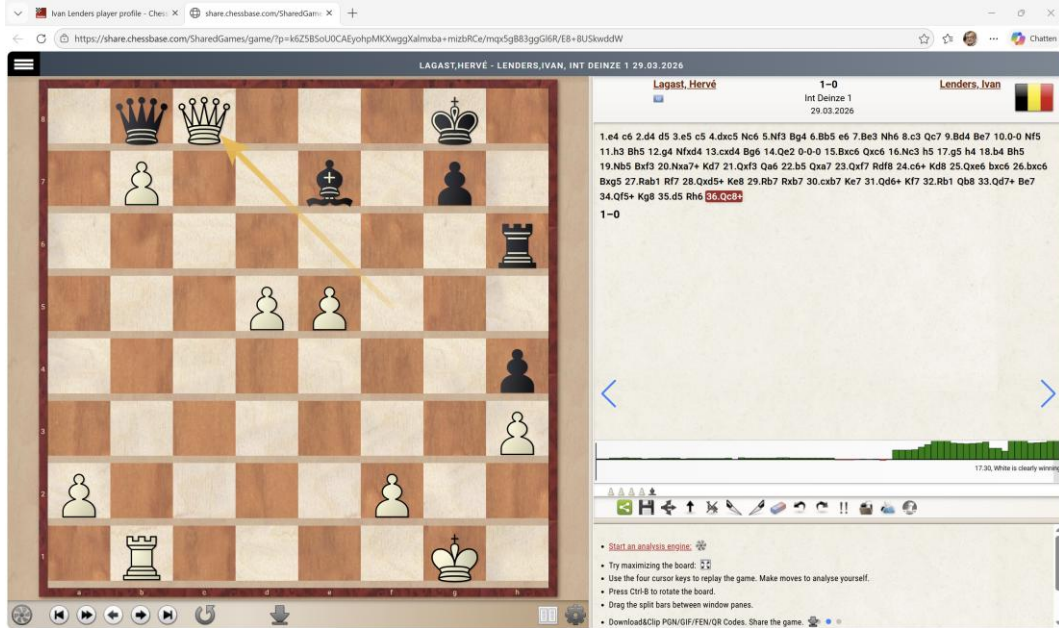 Ivan Lenders player profile - Ches
share.chessbase.com/SharedGam
https://share.chessbase.com/SharedGames/game/?p=k6Z5BSoU0CAEyohpMKXwggXalmxba+mizbRCe/mqx5gB83ggGl6R/E8+8USkwddW
Chatten
LAGAST,HERVÉ - LENDERS,IVAN, INT DEINZE 1 29.03.2026
Lagast, Hervé 1-0 Lenders, Ivan
Int Deinze 1
29.03.2026
1.e4 c6 2.d4 d5 3.e5 c5 4.dxc5 Nc6 5.Nf3 Bg4 6.Bb5 e6 7.Be3 Nh6 8.c3 Qc7 9.Bd4 Be7 10.0-0 Nf5
11.h3 Bh5 12.g4 Nfxd4 13.cxd4 Bg6 14.Qe2 0-0-0 15.Bxc6 Qxc6 16.Nc3 h5 17.g5 h4 18.b4 Bh5
19.Nb5 Bxf3 20.Nxa7+ Kd7 21.Qxf3 Qa6 22.b5 Qxa7 23.Qxf7 Rdf8 24.c6+ Kd8 25.Qxe6 bxc6 26.bxc6
Bxg5 27.Rab1 Rf7 28.Qxd5+ Ke8 29.Rb7 Rxb7 30.cxb7 Ke7 31.Qd6+ Kf7 32.Rb1 Qb8 33.Qd7+ Be7
34.Qf5+ Kg8 35.d5 Rh6 36.Qc8+
1-0
8
7
6
5
4
3
2
1
a b c d e f g h
17.30, White is clearly winning
Start an analysis engine:
Try maximizing the board:
Use the four cursor keys to replay the game. Make moves to analyse yourself.
Press Ctrl-B to rotate the board.
Drag the split bars between window panes.
Download&Clip PGN/GIF/FEN/QR Codes. Share the game.